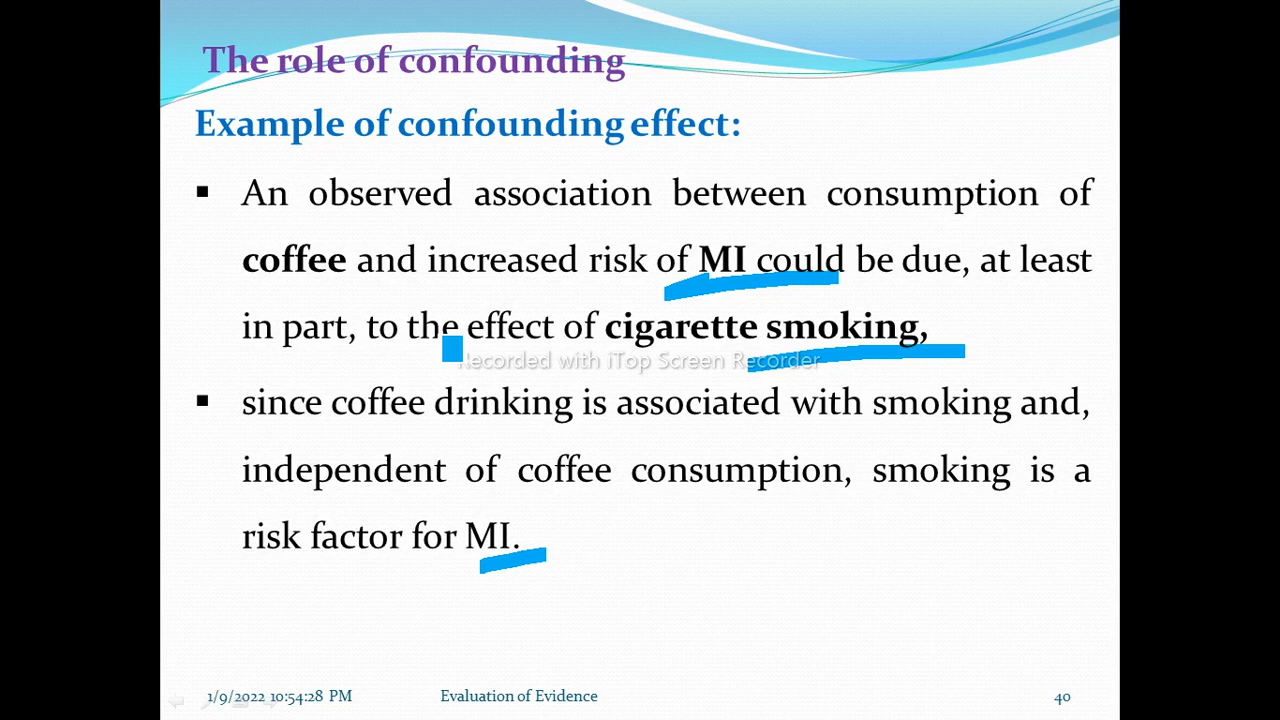 The role of confounding
Example of confounding effect:
▪ An observed association between consumption of
coffee and increased risk of MI could be due, at least
in part, to the effect of cigarette smoking,
Recorded with iTop Screen Recorder
▪ since coffee drinking is associated with smoking and,
independent of coffee consumption, smoking is a
risk factor for MI.
1/9/2022 10:54:28 PM Evaluation of Evidence 40